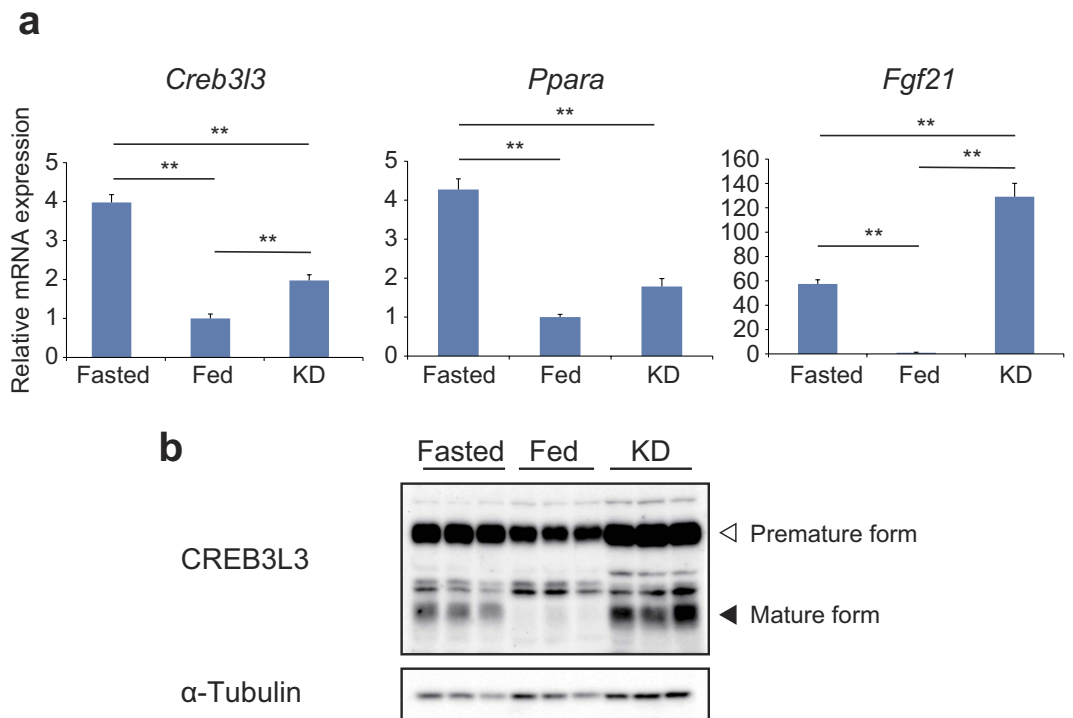 a
Creb3l3
Ppara
Fgf21
Relative mRNA expression
**
**
**
5
4
3
2
1
0
Fasted Fed KD
**
**
5
4
3
2
1
0
Fasted Fed KD
**
**
**
160
140
120
100
80
60
40
20
0
Fasted Fed KD
b
Fasted Fed KD
CREB3L3
Premature form
Mature form
α-Tubulin